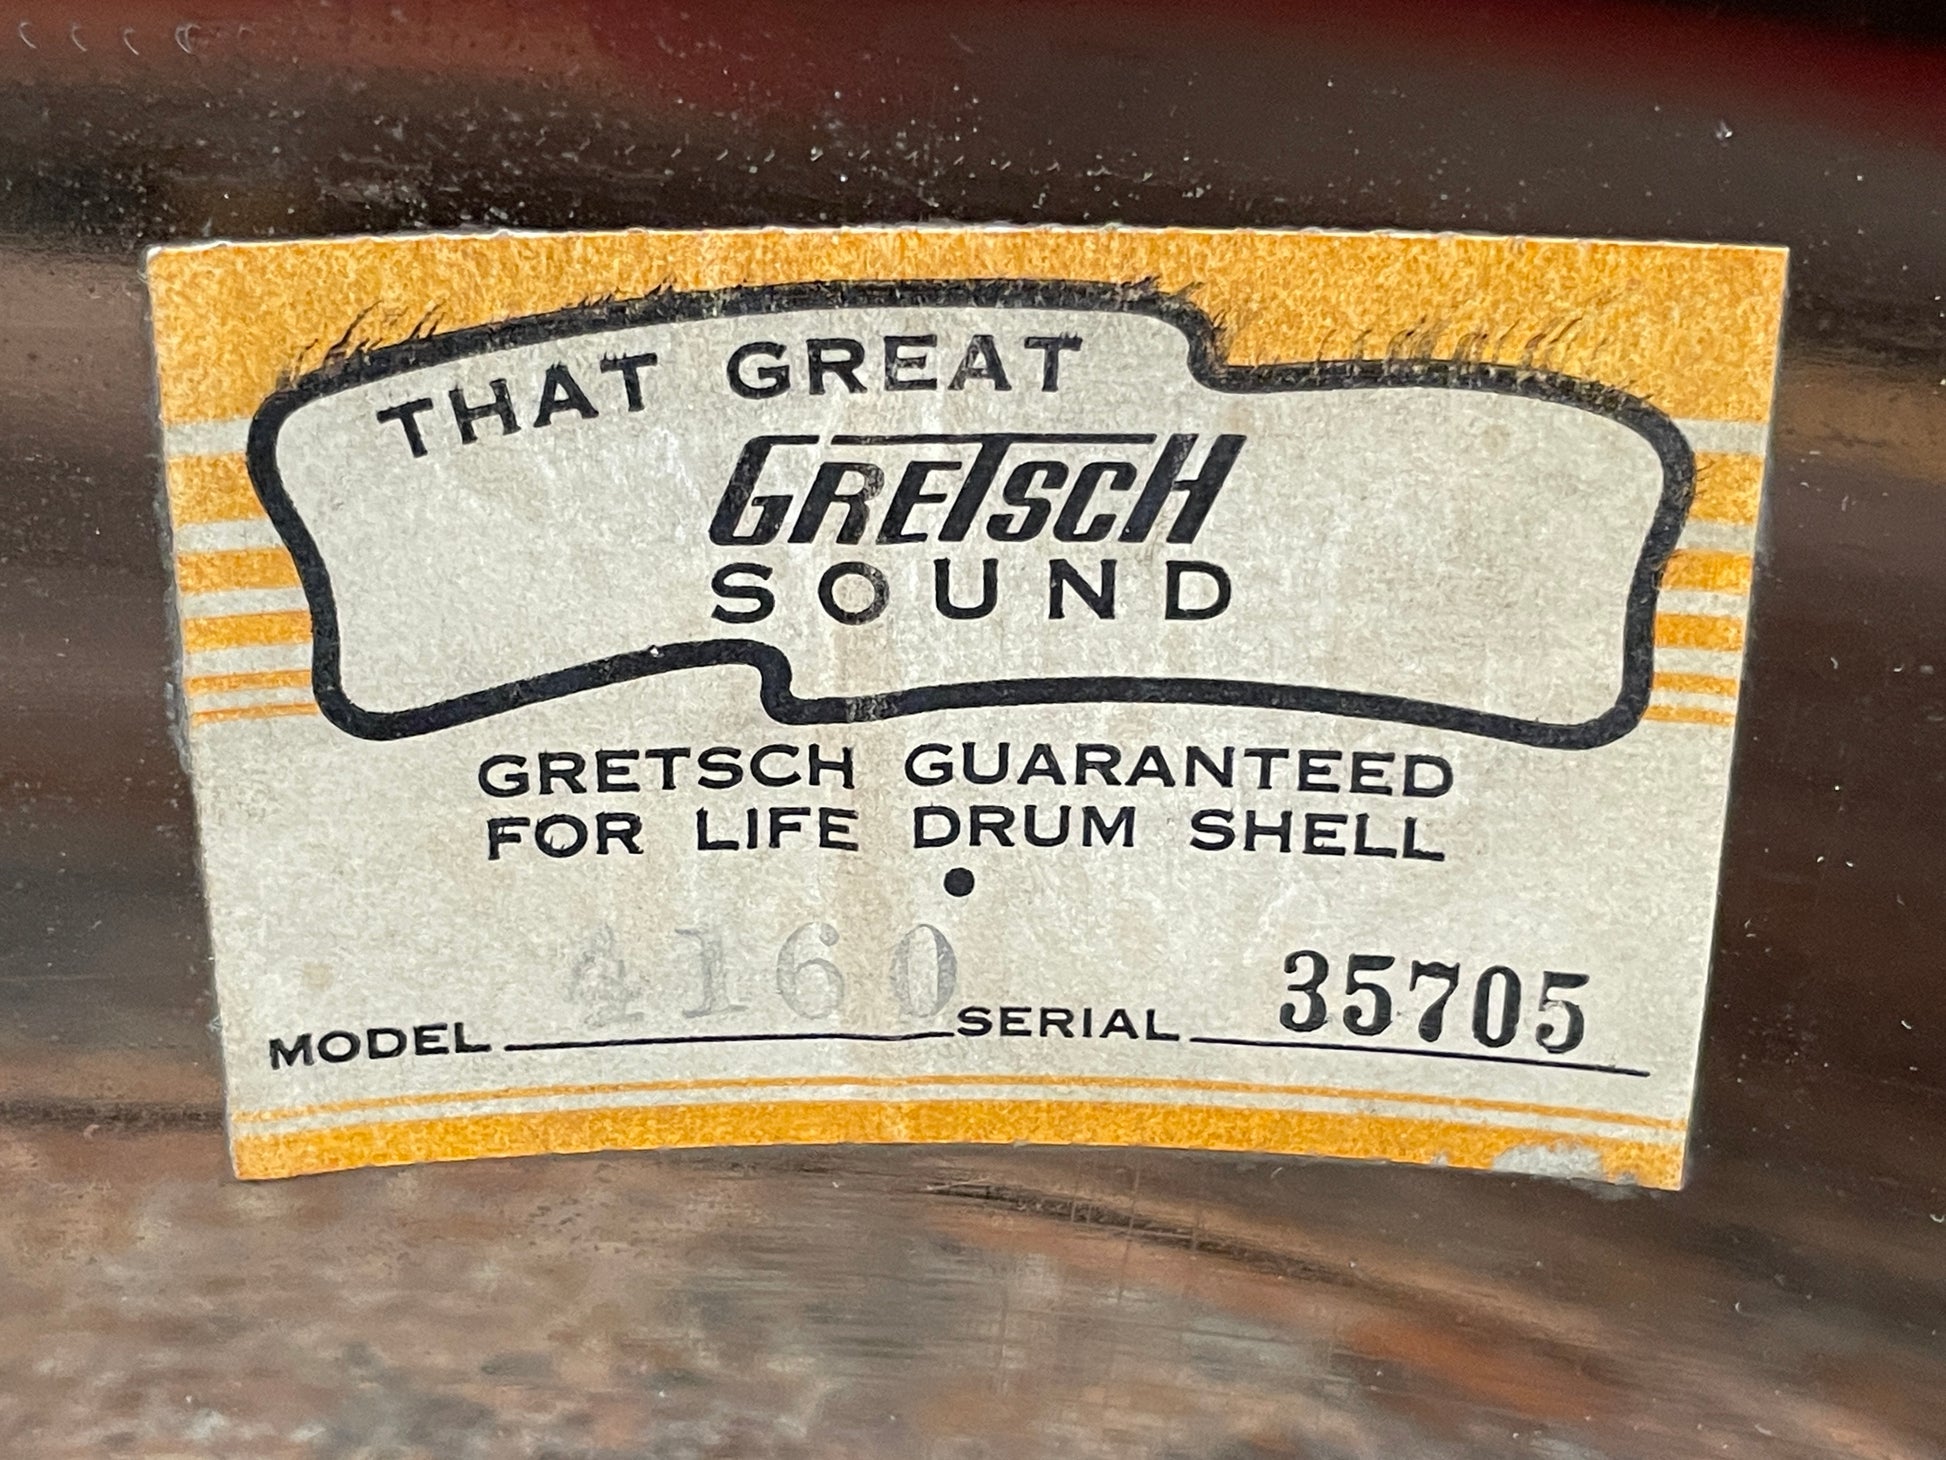 THAT GREAT
GRETSCH
SOUND
GRETSCH GUARANTEED
FOR LIFE DRUM SHELL
•
MODEL 4160 SERIAL 35705